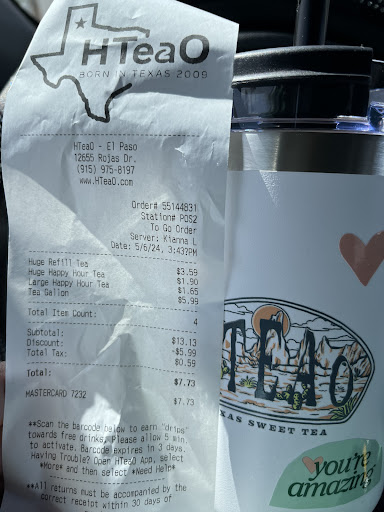 HTeaO
BORN IN TEXAS 2009
HTeaO - El Paso
12655 Rojas Dr.
(915) 975-8197
www.HTeaO.com
Order# 55144831
Station# POS2
To Go Order
Server: Kianna L
Date: 5/6/24, 3:43?PM
Huge Refill Tea $3.59
Huge Happy Hour Tea $1.90
Large Happy Hour Tea $1.65
Tea Gallon $5.99
Total Item Count: 4
Subtotal: $13.13
Discount: -$5.99
Total Tax: $0.59
Total: $7.73
MASTERCARD 7232 $7.73
**Scan the barcode below to earn "drips"
towards free drinks. Please allow 5 min.
to activate. Barcode expires in 3 days.
Having Trouble? Open HTeaO App, select
*More* and then select *Need Help*
**All returns must be accompanied by the
correct receipt within 30 days of
TEAO
XAS SWEET TEA
you're
amazing